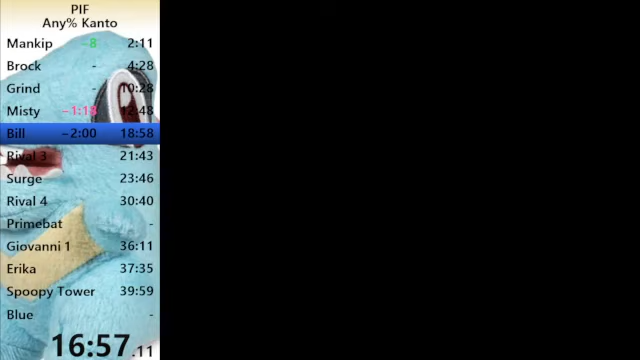 PIF
Any% Kanto
Mankip -8 2:11
Brock - 4:28
Grind - 10:28
Misty -1:18 12:48
Bill -2:00 18:58
Rival 3 21:43
Surge 23:46
Rival 4 30:40
Primebat -
Giovanni 1 36:11
Erika 37:35
Spoopy Tower 39:59
Blue -
16:57.11